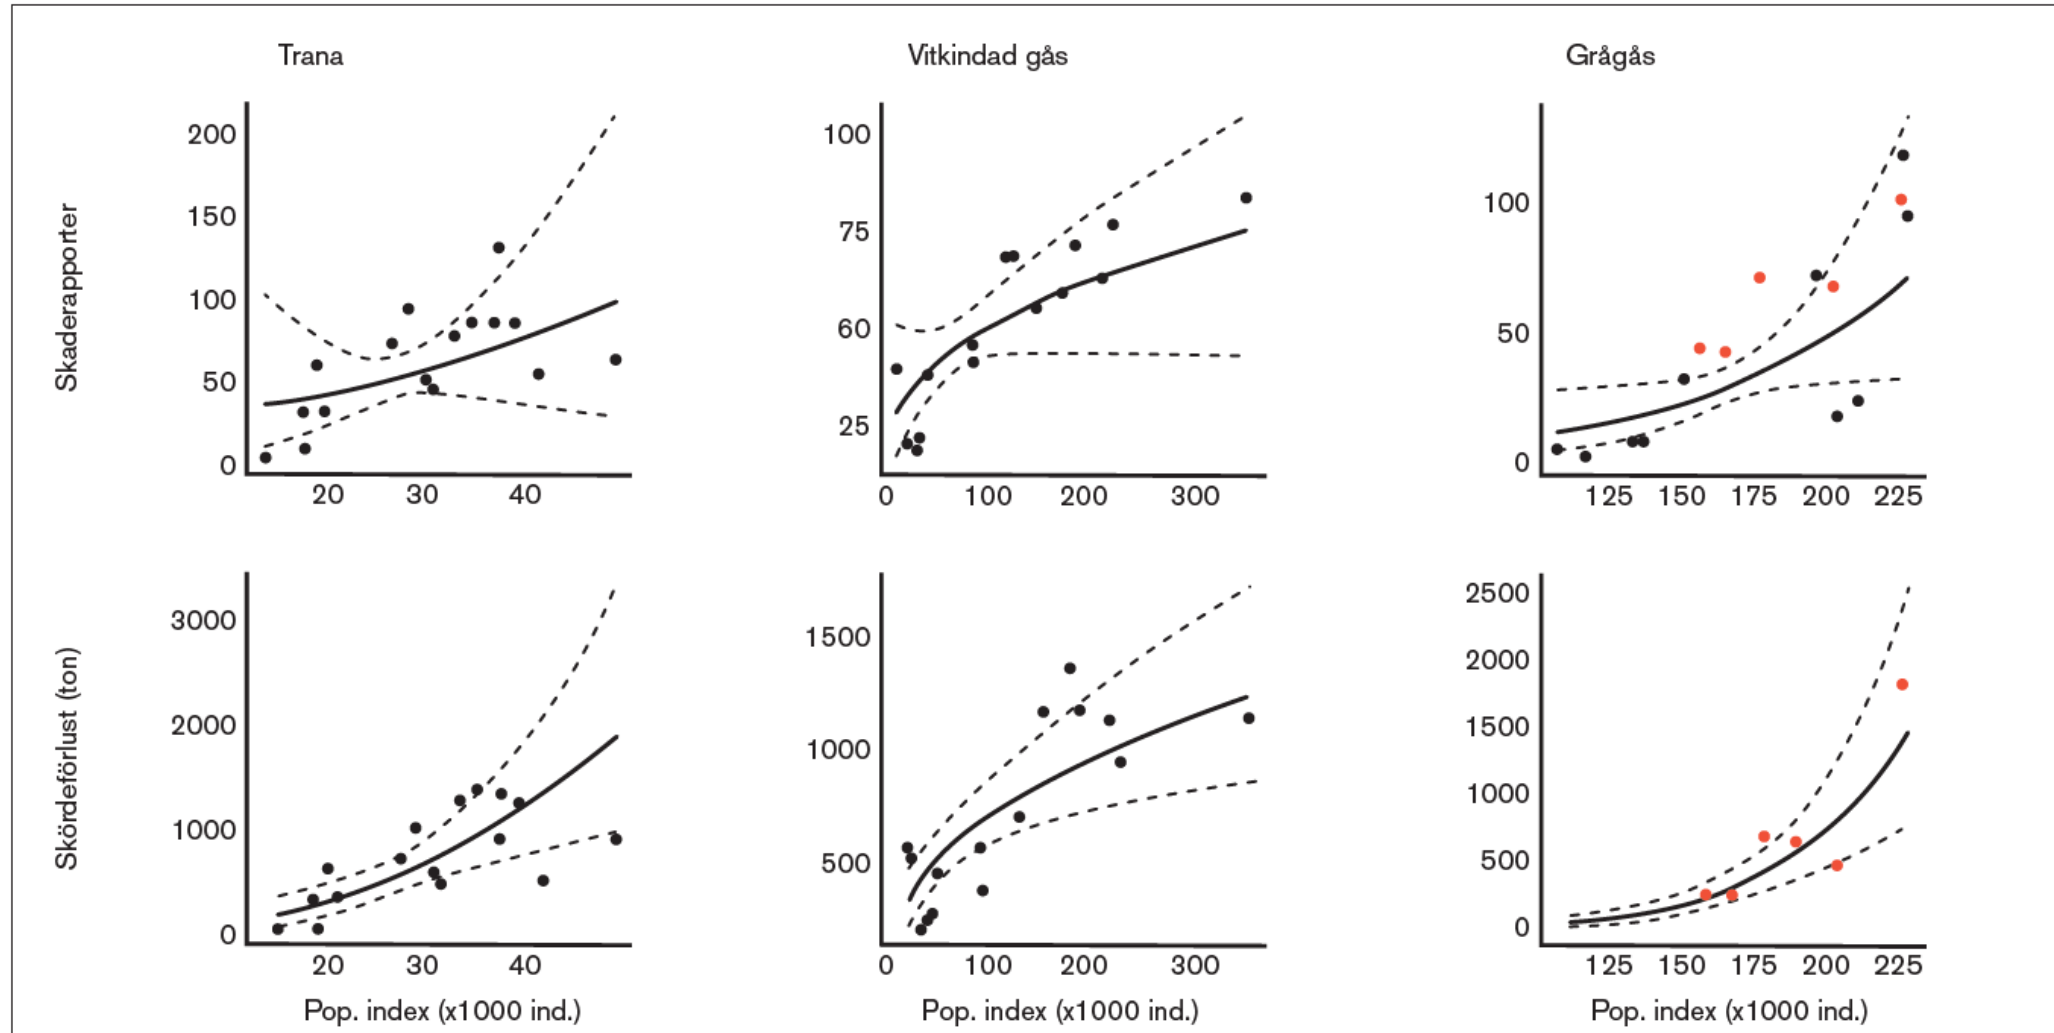 Trana
Vitkindad gås
Grågås
Skaderapporter
200
150
100
50
0
20 30 40
100
75
60
25
0 100 200 300
100
50
0
125 150 175 200 225
Skördeförlust (ton)
3000
2000
1000
0
20 30 40
Pop. index (x1000 ind.)
1500
1000
500
0 100 200 300
Pop. index (x1000 ind.)
2500
2000
1500
1000
500
0
125 150 175 200 225
Pop. index (x1000 ind.)